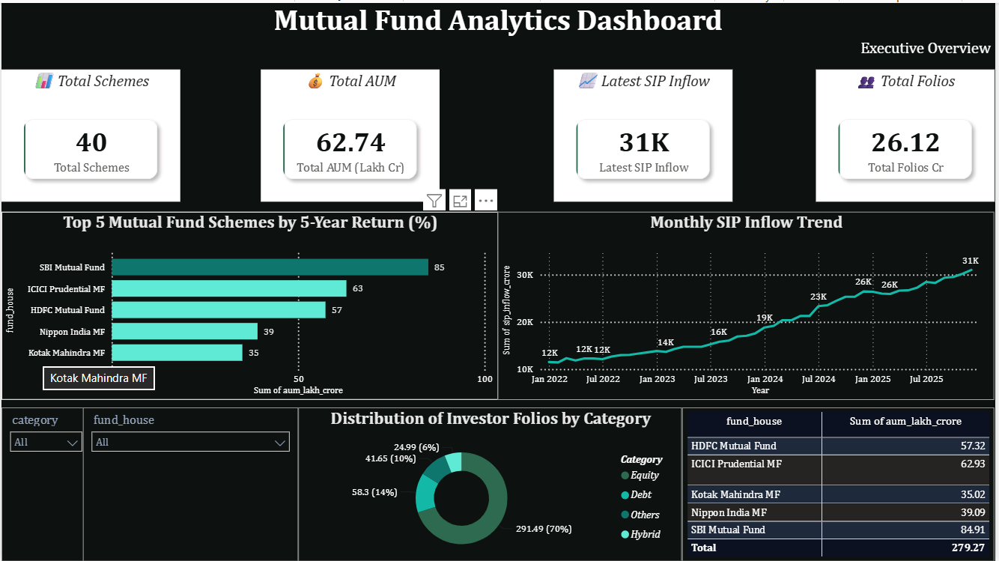 Mutual Fund Analytics Dashboard
Executive Overview
Total Schemes
40
Total Schemes
Total AUM
62.74
Total AUM (Lakh Cr)
Latest SIP Inflow
31K
Latest SIP Inflow
Total Folios
26.12
Total Folios Cr
Top 5 Mutual Fund Schemes by 5-Year Return (%)
fund_house
SBI Mutual Fund 85
ICICI Prudential MF 63
HDFC Mutual Fund 57
Nippon India MF 39
Kotak Mahindra MF 35
Kotak Mahindra MF
50 100
Sum of aum_lakh_crore
Monthly SIP Inflow Trend
Sum of sip_inflow_crore
30K
20K
10K
12K 12K 12K 14K 16K 19K 23K 26K 26K 31K
Jan 2022 Jul 2022 Jan 2023 Jul 2023 Jan 2024 Jul 2024 Jan 2025 Jul 2025
Year
category
All
fund_house
All
Distribution of Investor Folios by Category
24.99 (6%)
41.65 (10%)
58.3 (14%)
291.49 (70%)
Category
Equity
Debt
Others
Hybrid
fund_house Sum of aum_lakh_crore
HDFC Mutual Fund 57.32
ICICI Prudential MF 62.93
Kotak Mahindra MF 35.02
Nippon India MF 39.09
SBI Mutual Fund 84.91
Total 279.27